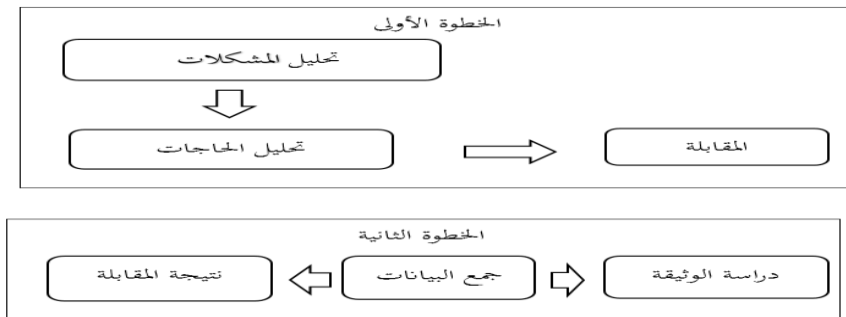 الخطوة الأولى
تحليل المشكلات
تحليل الحاجات
المقابلة
الخطوة الثانية
دراسة الوثيقة
جمع البيانات
نتيجة المقابلة